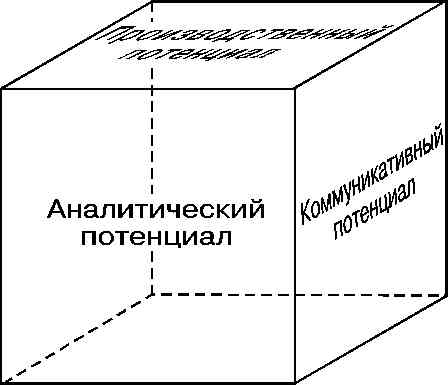 Производственный
потенциал
Аналитический
потенциал
Коммуникативный
потенциал